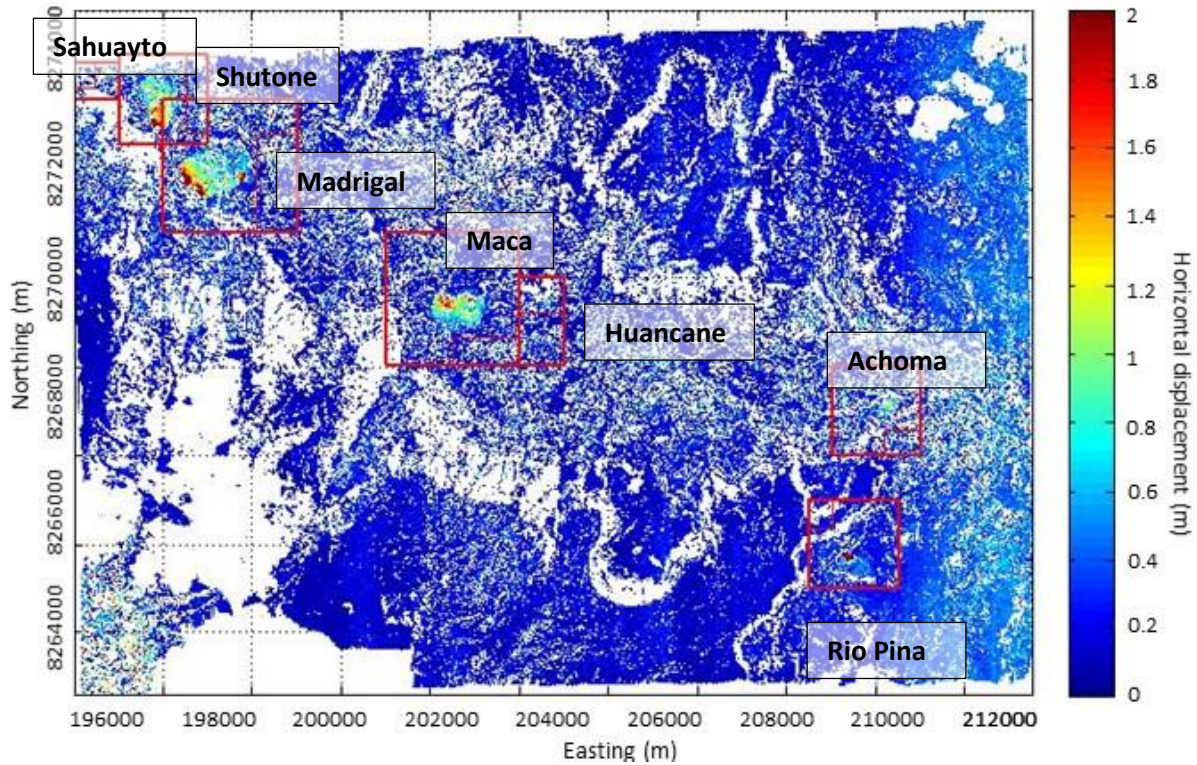 Sahuayto
Shutone
Madrigal
Maca
Huancane
Achoma
Rio Pina
Northing (m)
8274000
8272000
8270000
8268000
8266000
8264000
196000 198000 200000 202000 204000 206000 208000 210000 212000
Easting (m)
2
1.8
1.6
1.4
1.2
1
0.8
0.6
0.4
0.2
0
Horizontal displacement (m)